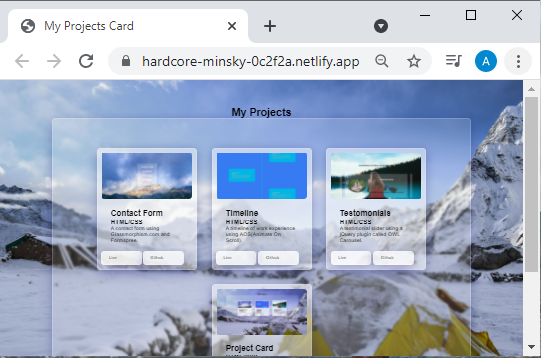 My Projects Card
hardcore-minsky-0c2f2a.netlify.app
A
My Projects
Contact Form
HTML/CSS
A contact form using
Glassmorphism.com and
Formspree.
Live
Github
Timeline
HTML/CSS
A timeline of work experience
using AOS(Animate On
Scroll).
Live
Github
Testomonials
HTML/CSS
A testimonial slider using a
jQuery plugin called OWL
Carousel.
Live
Github
Project Card
HTML/CSS